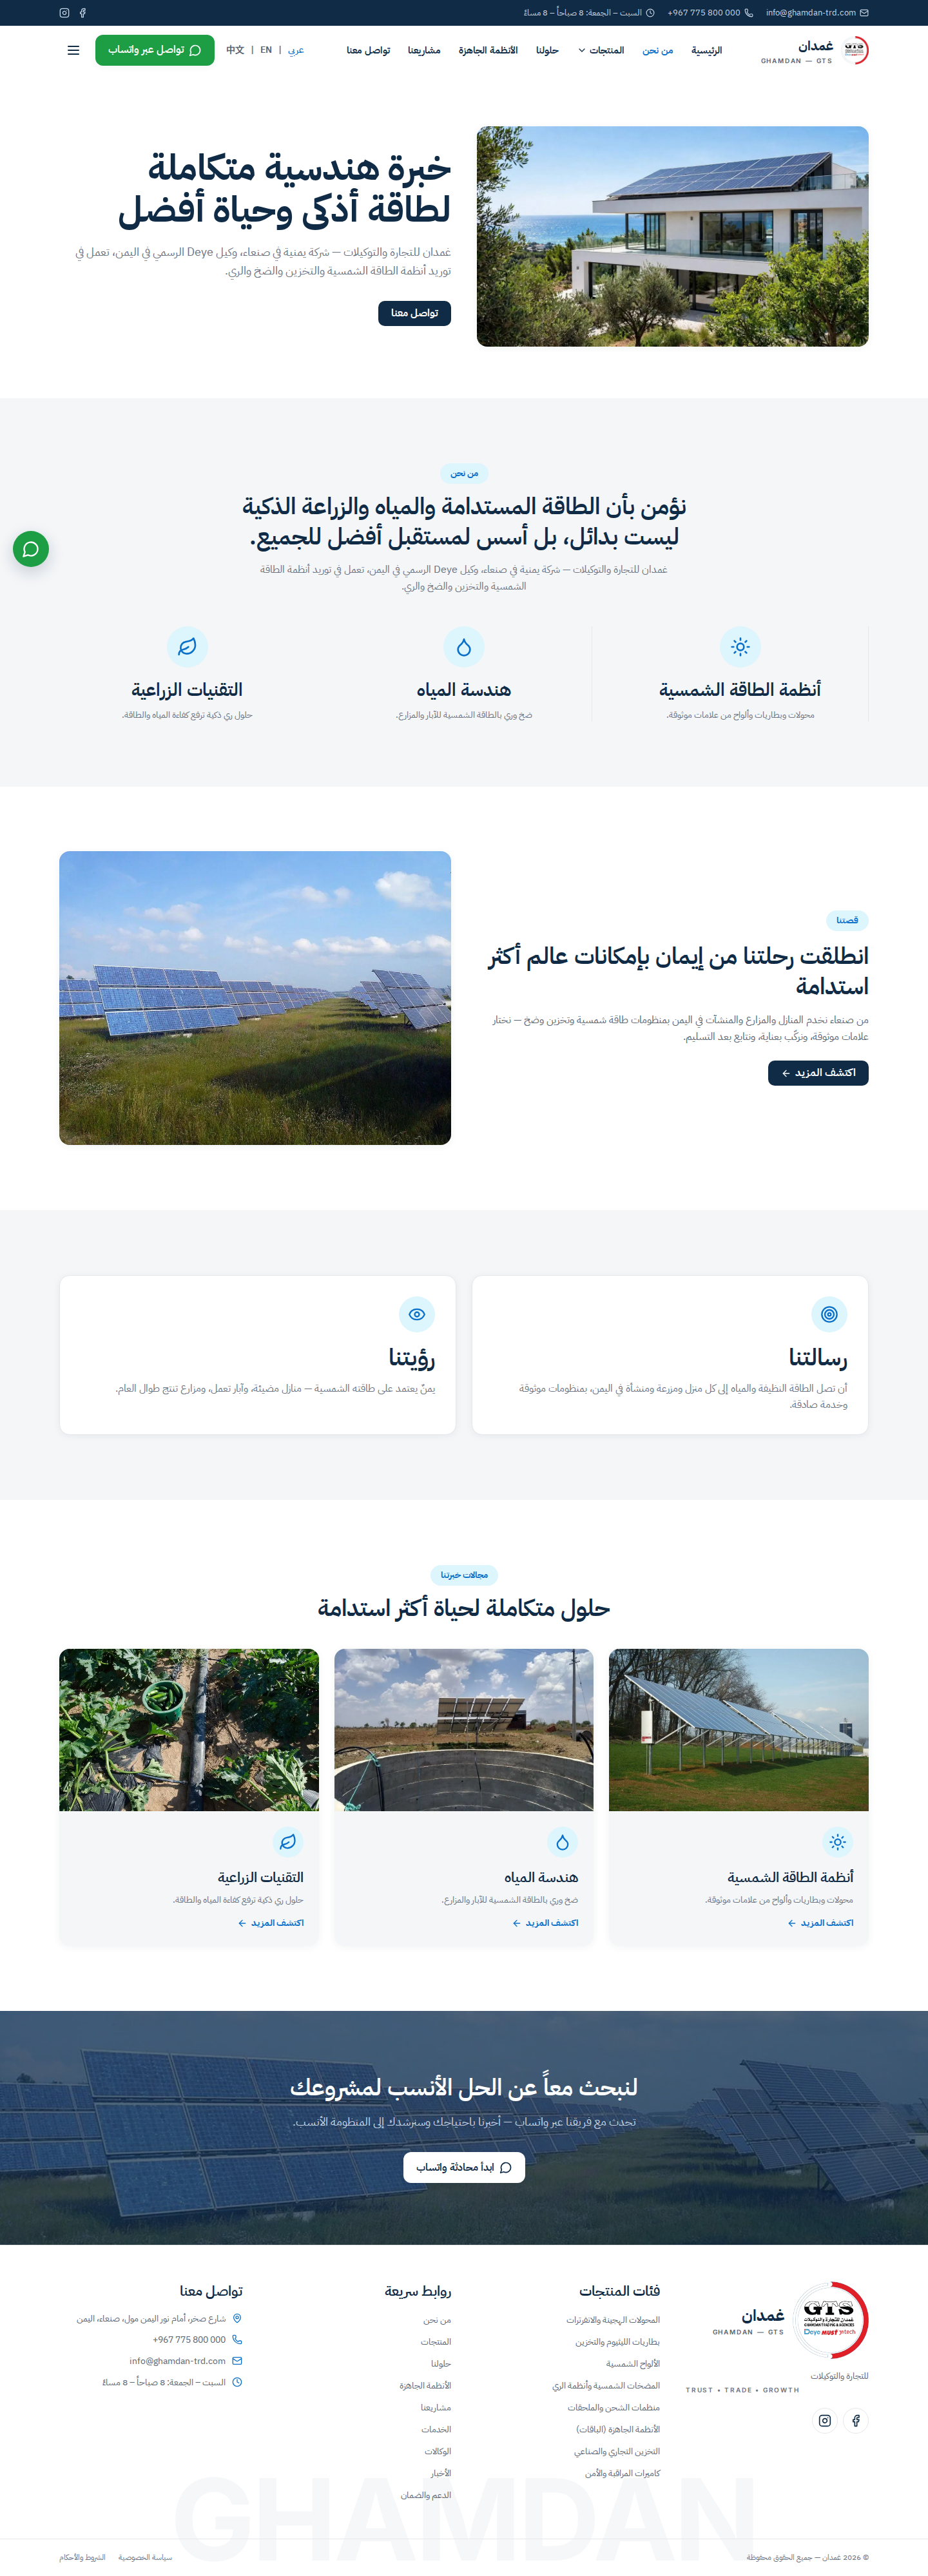 info@ghamdan-trd.com
+967 775 800 000
السبت – الجمعة: 8 صباحاً – 8 مساءً
غمدان
GHAMDAN — GTS
الرئيسية
من نحن
المنتجات
حلولنا
الأنظمة الجاهزة
مشاريعنا
تواصل معنا
عربي | EN | 中文
تواصل عبر واتساب
خبرة هندسية متكاملة
لطاقة أذكى وحياة أفضل
غمدان للتجارة والتوكيلات — شركة يمنية في صنعاء، وكيل Deye الرسمي في اليمن، تعمل في
توريد أنظمة الطاقة الشمسية والتخزين والضخ والري.
تواصل معنا
من نحن
نؤمن بأن الطاقة المستدامة والمياه والزراعة الذكية
ليست بدائل، بل أسس لمستقبل أفضل للجميع.
غمدان للتجارة والتوكيلات — شركة يمنية في صنعاء، وكيل Deye الرسمي في اليمن، تعمل في توريد أنظمة الطاقة
الشمسية والتخزين والضخ والري.
أنظمة الطاقة الشمسية
محولات وبطاريات وألواح من علامات موثوقة.
هندسة المياه
ضخ وري بالطاقة الشمسية للآبار والمزارع.
التقنيات الزراعية
حلول ري ذكية ترفع كفاءة المياه والطاقة.
قصتنا
انطلقت رحلتنا من إيمان بإمكانات عالم أكثر
استدامة
من صنعاء نخدم المنازل والمزارع والمنشآت في اليمن بمنظومات طاقة شمسية وتخزين وضخ — نختار
علامات موثوقة، ونركّب بعناية، ونتابع بعد التسليم.
اكتشف المزيد
رسالتنا
أن تصل الطاقة النظيفة والمياه إلى كل منزل ومزرعة ومنشأة في اليمن، بمنظومات موثوقة
وخدمة صادقة.
رؤيتنا
يمنٌ يعتمد على طاقته الشمسية — منازل مضيئة، وآبار تعمل، ومزارع تنتج طوال العام.
مجالات خبرتنا
حلول متكاملة لحياة أكثر استدامة
أنظمة الطاقة الشمسية
محولات وبطاريات وألواح من علامات موثوقة.
اكتشف المزيد
هندسة المياه
ضخ وري بالطاقة الشمسية للآبار والمزارع.
اكتشف المزيد
التقنيات الزراعية
حلول ري ذكية ترفع كفاءة المياه والطاقة.
اكتشف المزيد
لنبحث معاً عن الحل الأنسب لمشروعك
تحدث مع فريقنا عبر واتساب — أخبرنا باحتياجك وسنرشدك إلى المنظومة الأنسب.
ابدأ محادثة واتساب
GTS
غمدان للتجارة والتوكيلات
Deye must
غمدان
GHAMDAN — GTS
للتجارة والتوكيلات
TRUST • TRADE • GROWTH
فئات المنتجات
المحولات الهجينة والانفرترات
بطاريات الليثيوم والتخزين
الألواح الشمسية
المضخات الشمسية وأنظمة الري
منظمات الشحن والملحقات
الأنظمة الجاهزة (الباقات)
التخزين التجاري والصناعي
كاميرات المراقبة والأمن
روابط سريعة
من نحن
المنتجات
حلولنا
الأنظمة الجاهزة
مشاريعنا
الخدمات
الوكالات
الأخبار
الدعم والضمان
تواصل معنا
شارع صخر، أمام نور اليمن مول، صنعاء، اليمن
+967 775 800 000
info@ghamdan-trd.com
السبت – الجمعة: 8 صباحاً – 8 مساءً
GHAMDAN
© 2026 غمدان — جميع الحقوق محفوظة
سياسة الخصوصية
الشروط والأحكام